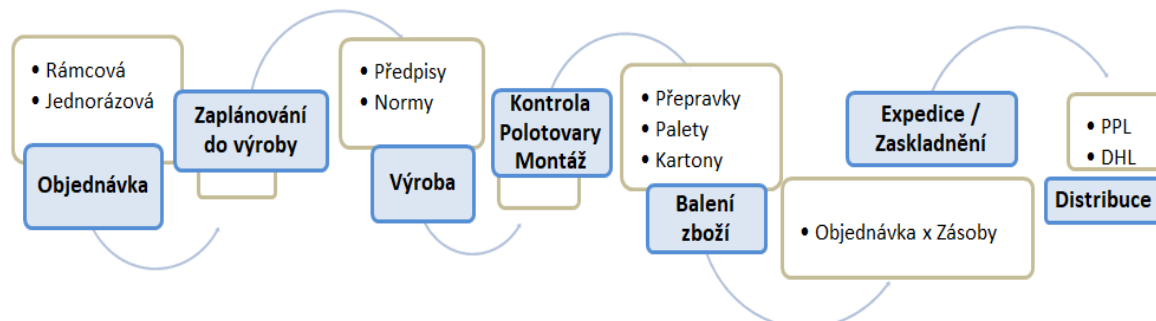 • Rámcová
• Jednorázová
Objednávka
Zaplánování
do výroby
• Předpisy
• Normy
Výroba
Kontrola
Polotovary
Montáž
• Přepravky
• Palety
• Kartony
Balení
zboží
Expedice /
Zaskladnění
• Objednávka x Zásoby
• PPL
• DHL
Distribuce